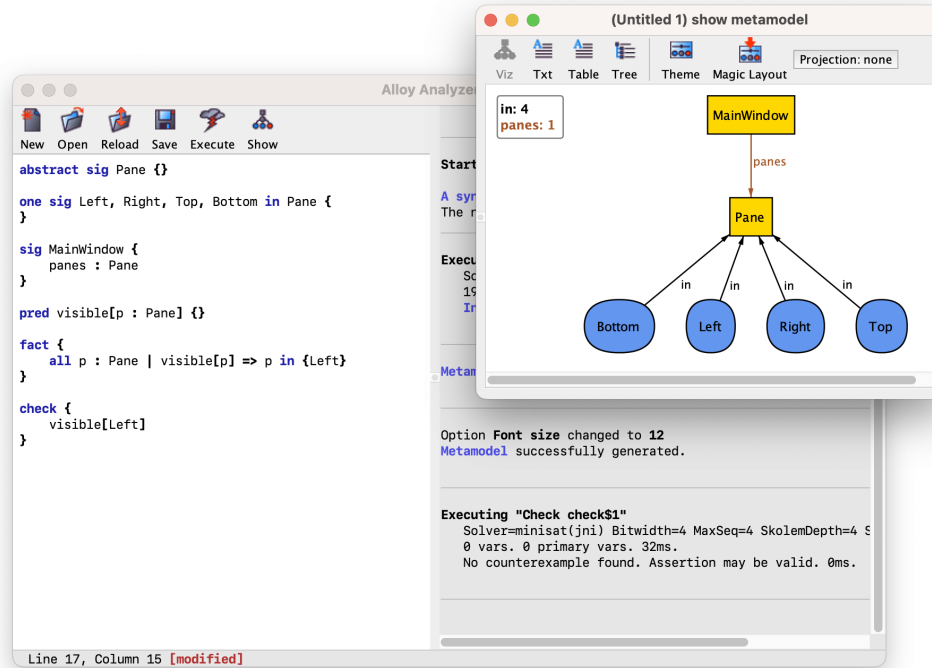 (Untitled 1) show metamodel
Viz Txt Table Tree Theme Magic Layout Projection: none
in: 4
panes: 1
MainWindow
panes
Pane
in in in in
Bottom Left Right Top
Alloy Analyze
New Open Reload Save Execute Show
abstract sig Pane {}
one sig Left, Right, Top, Bottom in Pane {
}
sig MainWindow {
panes : Pane
}
pred visible[p : Pane] {}
fact {
all p : Pane | visible[p] => p in {Left}
}
check {
visible[Left]
}
Start
A syn
The
Execu
So
19
In
Metam
Option Font size changed to 12
Metamodel successfully generated.
Executing "Check check$1"
Solver=minisat(jni) Bitwidth=4 MaxSeq=4 SkolemDepth=4 S
0 vars. 0 primary vars. 32ms.
No counterexample found. Assertion may be valid. 0ms.
Line 17, Column 15 [modified]